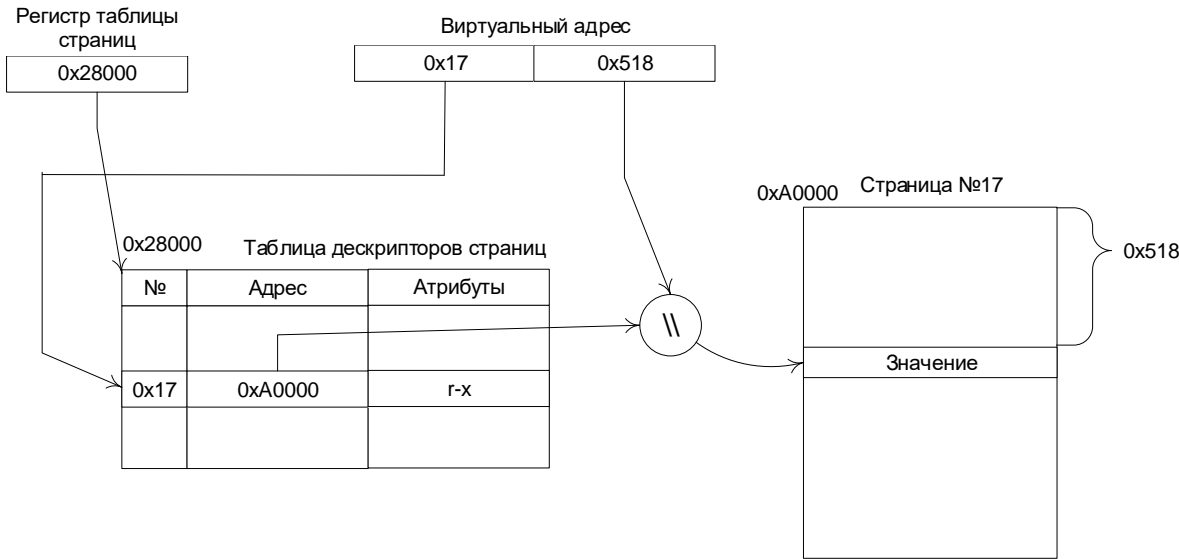 Регистр таблицы
страниц
0x28000
Виртуальный адрес
0x17 0x518
0x28000 Таблица дескрипторов страниц
№ Адрес Атрибуты
0x17 0xA0000 r-x
\\
0xA0000 Страница №17
0x518
Значение